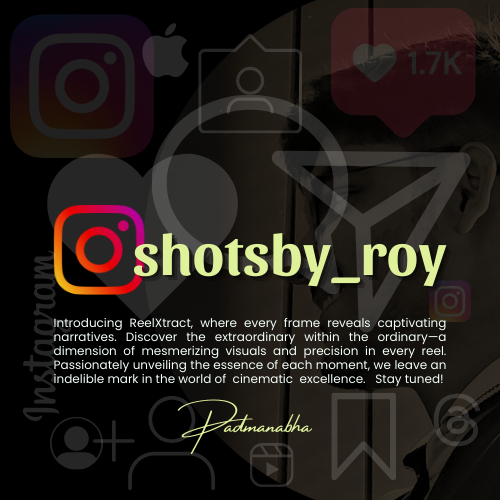 1.7K
shotsby_roy
Instagram
Introducing ReelXtract, where every frame reveals captivating
narratives. Discover the extraordinary within the ordinary—a
dimension of mesmerizing visuals and precision in every reel.
Passionately unveiling the essence of each moment, we leave an
indelible mark in the world of cinematic excellence. Stay tuned!
Padmanabha